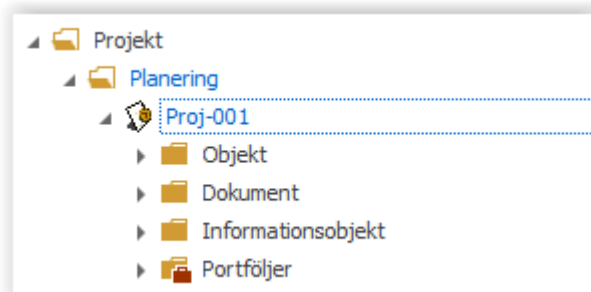 Projekt
Planering
Proj-001
Objekt
Dokument
Informationsobjekt
Portföljer